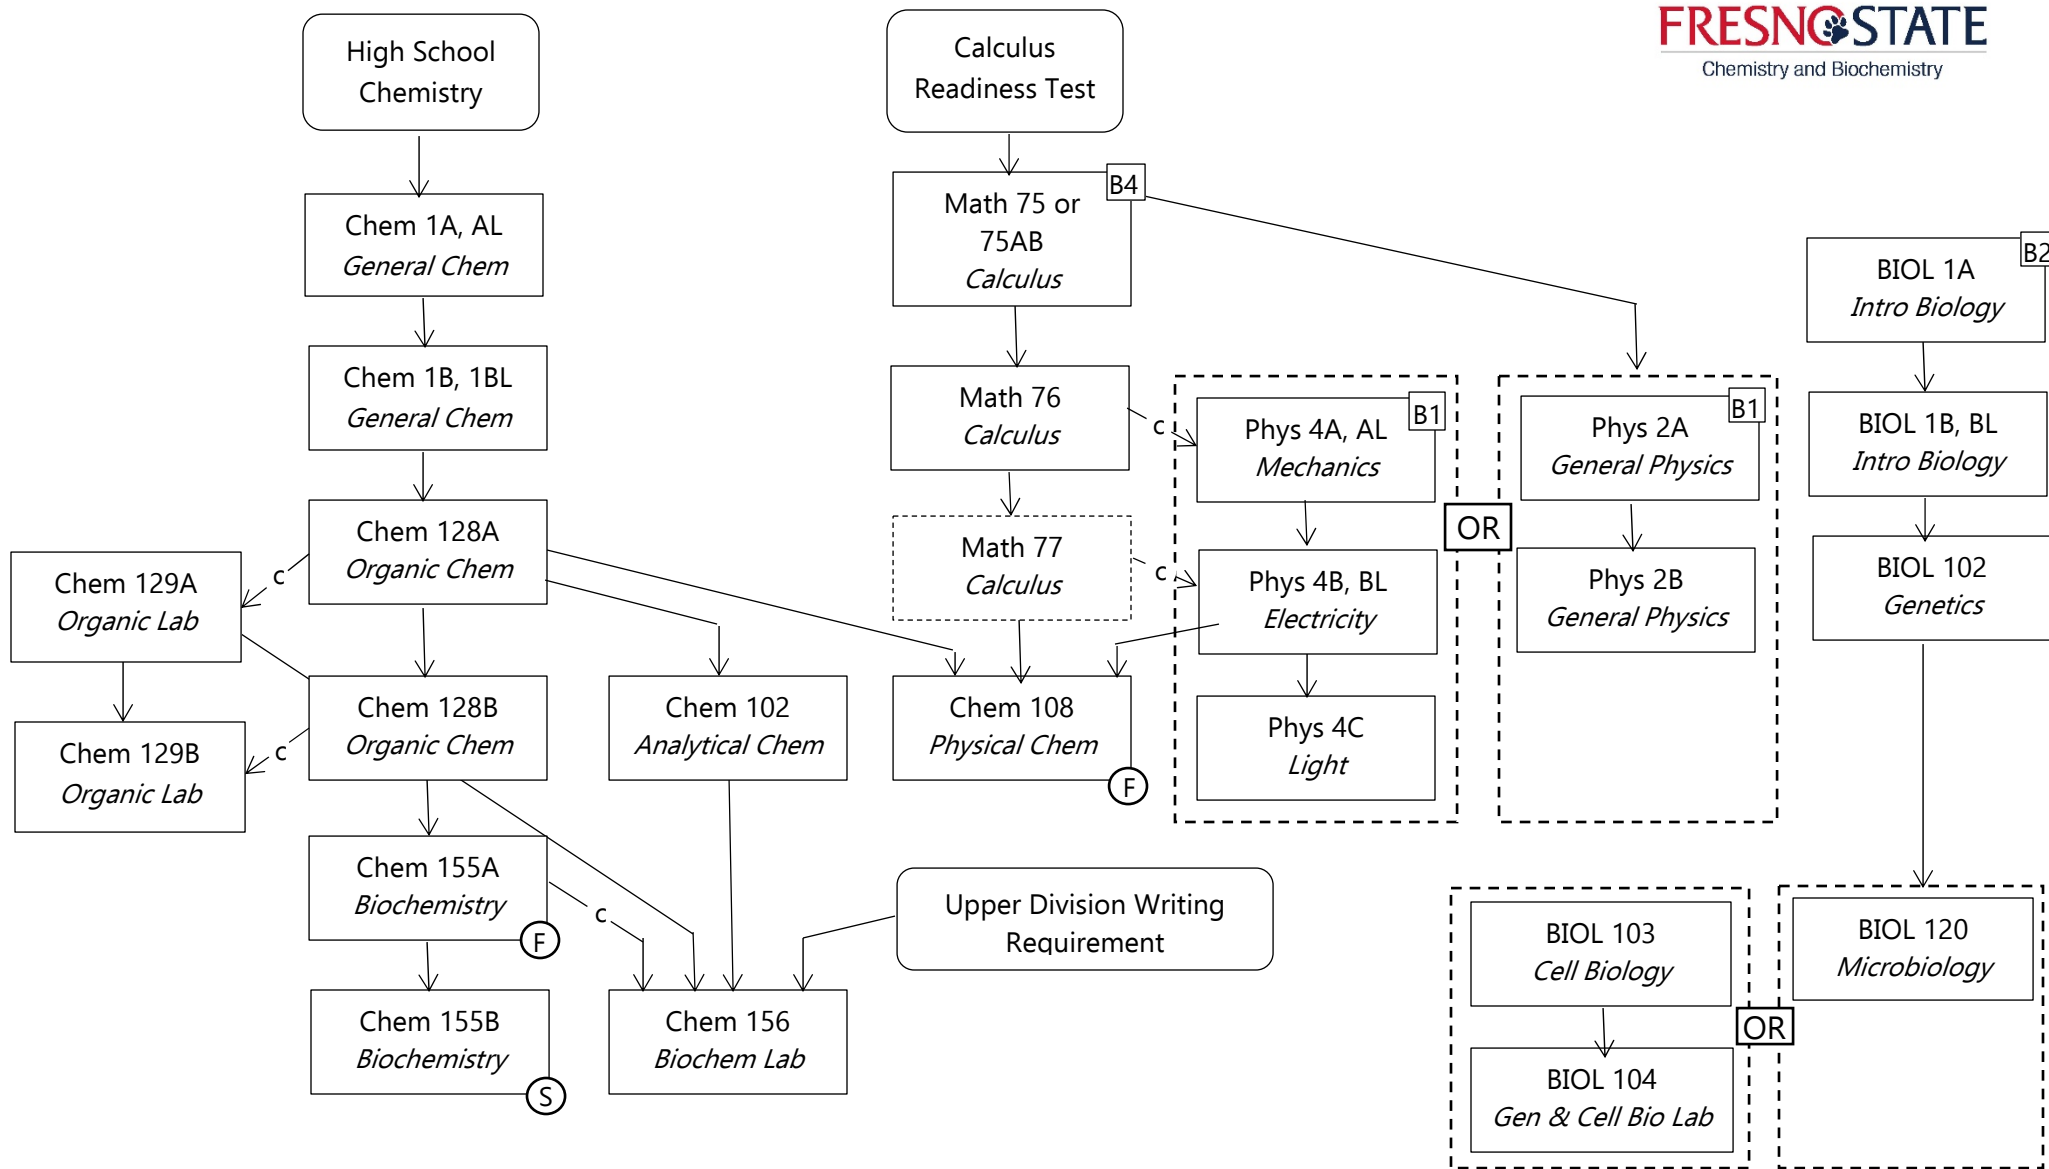 FRESNO STATE
Chemistry and Biochemistry
High School
Chemistry
Calculus
Readiness Test
Chem 1A, AL
General Chem
B4
Math 75 or
75AB
Calculus
B2
BIOL 1A
Intro Biology
Chem 1B, 1BL
General Chem
Math 76
Calculus
c
B1
Phys 4A, AL
Mechanics
B1
Phys 2A
General Physics
BIOL 1B, BL
Intro Biology
OR
Chem 128A
Organic Chem
c
Chem 129A
Organic Lab
Math 77
Calculus
c
Phys 4B, BL
Electricity
Phys 2B
General Physics
BIOL 102
Genetics
Chem 128B
Organic Chem
c
Chem 129B
Organic Lab
Chem 102
Analytical Chem
Chem 108
Physical Chem
F
Phys 4C
Light
Chem 155A
Biochemistry
F
c
Upper Division Writing
Requirement
BIOL 103
Cell Biology
BIOL 120
Microbiology
OR
Chem 155B
Biochemistry
S
Chem 156
Biochem Lab
BIOL 104
Gen & Cell Bio Lab